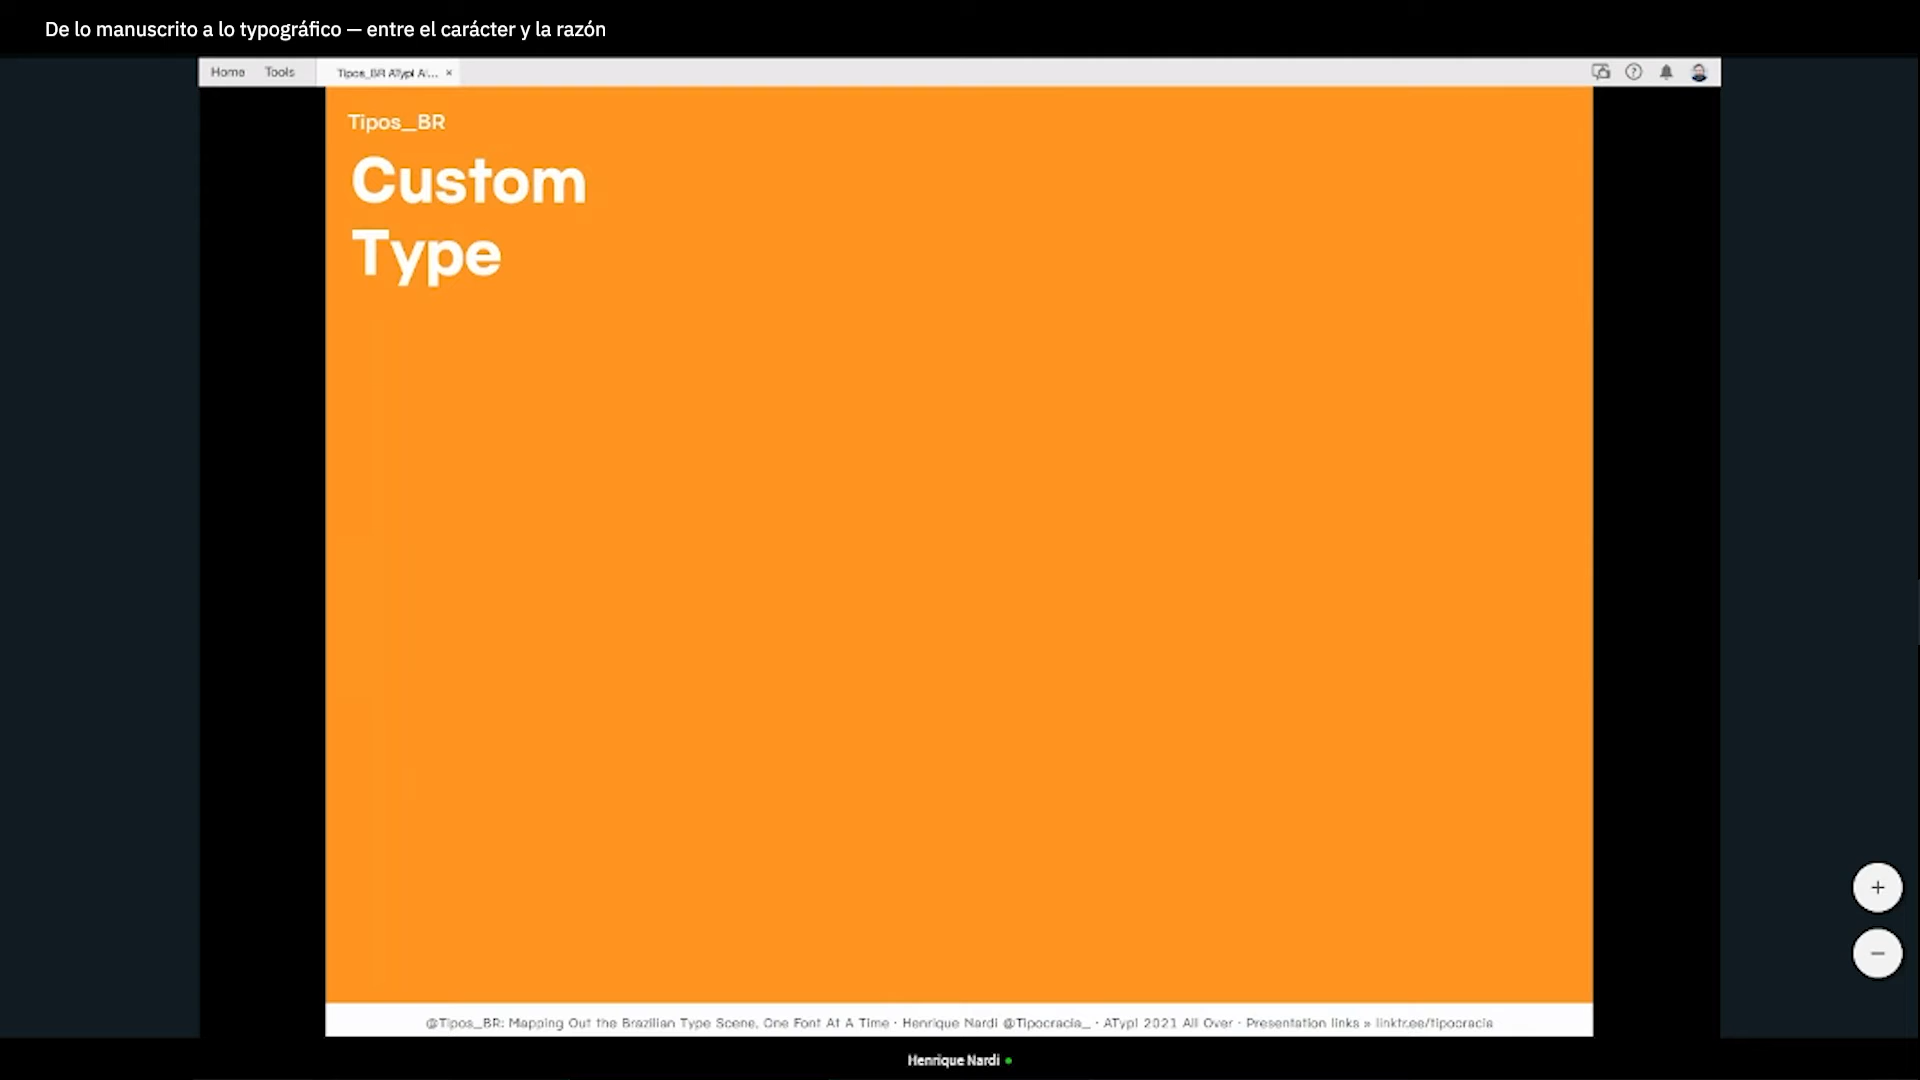 De lo manuscrito a lo typográfico — entre el carácter y la razón
Home Tools Tipos_BR ATypI A'... ×
Tipos_BR
Custom
Type
@Tipos_BR: Mapping Out the Brazilian Type Scene, One Font At A Time · Henrique Nardi @Tipocracia_ · ATypI 2021 All Over · Presentation links » linktr.ee/tipocracia
Henrique Nardi